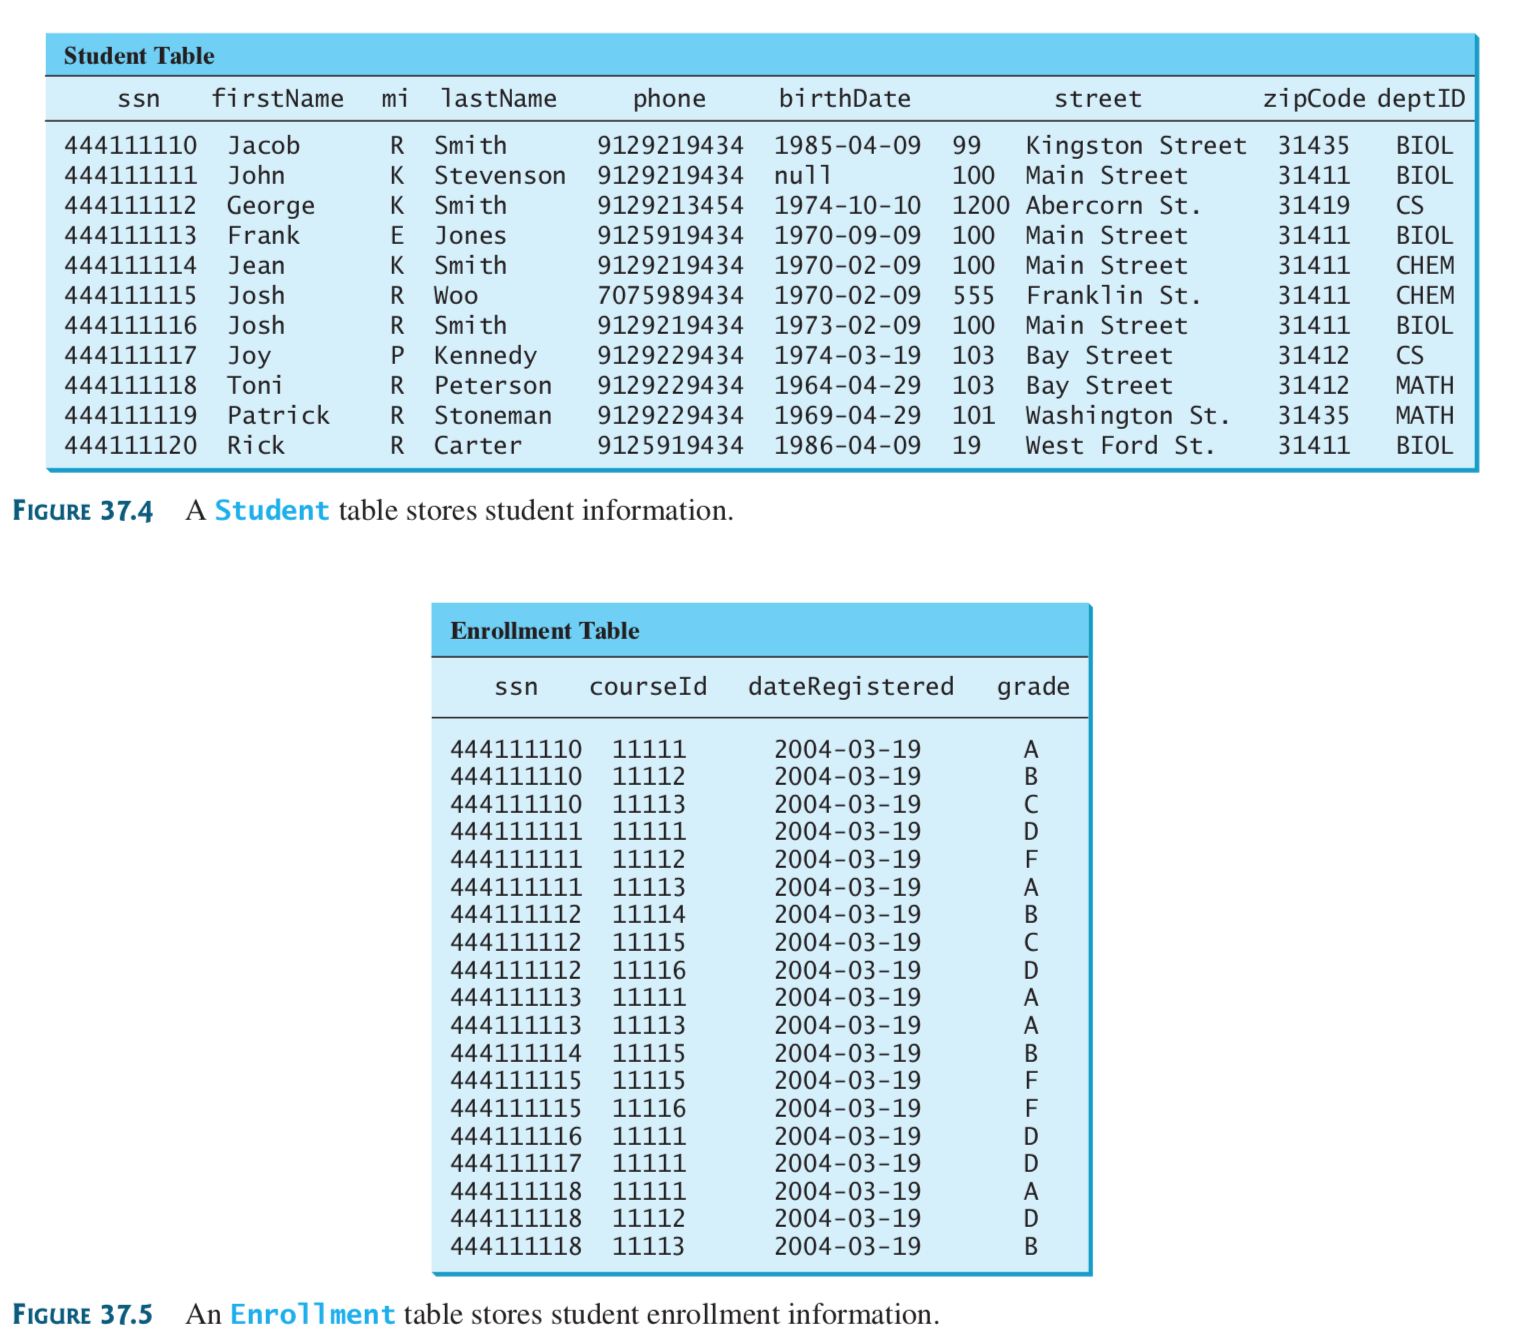 Student Table
ssn firstName mi lastName phone birthDate street zipCode deptID
444111110 Jacob R Smith 9129219434 1985-04-09 99 Kingston Street 31435 BIOL
444111111 John K Stevenson 9129219434 null 100 Main Street 31411 BIOL
444111112 George K Smith 9129213454 1974-10-10 1200 Abercorn St. 31419 CS
444111113 Frank E Jones 9125919434 1970-09-09 100 Main Street 31411 BIOL
444111114 Jean K Smith 9129219434 1970-02-09 100 Main Street 31411 CHEM
444111115 Josh R Woo 7075989434 1970-02-09 555 Franklin St. 31411 CHEM
444111116 Josh R Smith 9129219434 1973-02-09 100 Main Street 31411 BIOL
444111117 Joy P Kennedy 9129229434 1974-03-19 103 Bay Street 31412 CS
444111118 Toni R Peterson 9129229434 1964-04-29 103 Bay Street 31412 MATH
444111119 Patrick R Stoneman 9129229434 1969-04-29 101 Washington St. 31435 MATH
444111120 Rick R Carter 9125919434 1986-04-09 19 West Ford St. 31411 BIOL
FIGURE 37.4 A Student table stores student information.
Enrollment Table
ssn courseId dateRegistered grade
444111110 11111 2004-03-19 A
444111110 11112 2004-03-19 B
444111110 11113 2004-03-19 C
444111111 11111 2004-03-19 D
444111111 11112 2004-03-19 F
444111111 11113 2004-03-19 A
444111112 11114 2004-03-19 B
444111112 11115 2004-03-19 C
444111112 11116 2004-03-19 D
444111113 11111 2004-03-19 A
444111113 11113 2004-03-19 A
444111114 11115 2004-03-19 B
444111115 11115 2004-03-19 F
444111115 11116 2004-03-19 F
444111116 11111 2004-03-19 D
444111117 11111 2004-03-19 D
444111118 11111 2004-03-19 A
444111118 11112 2004-03-19 D
444111118 11113 2004-03-19 B
FIGURE 37.5 An Enrollment table stores student enrollment information.